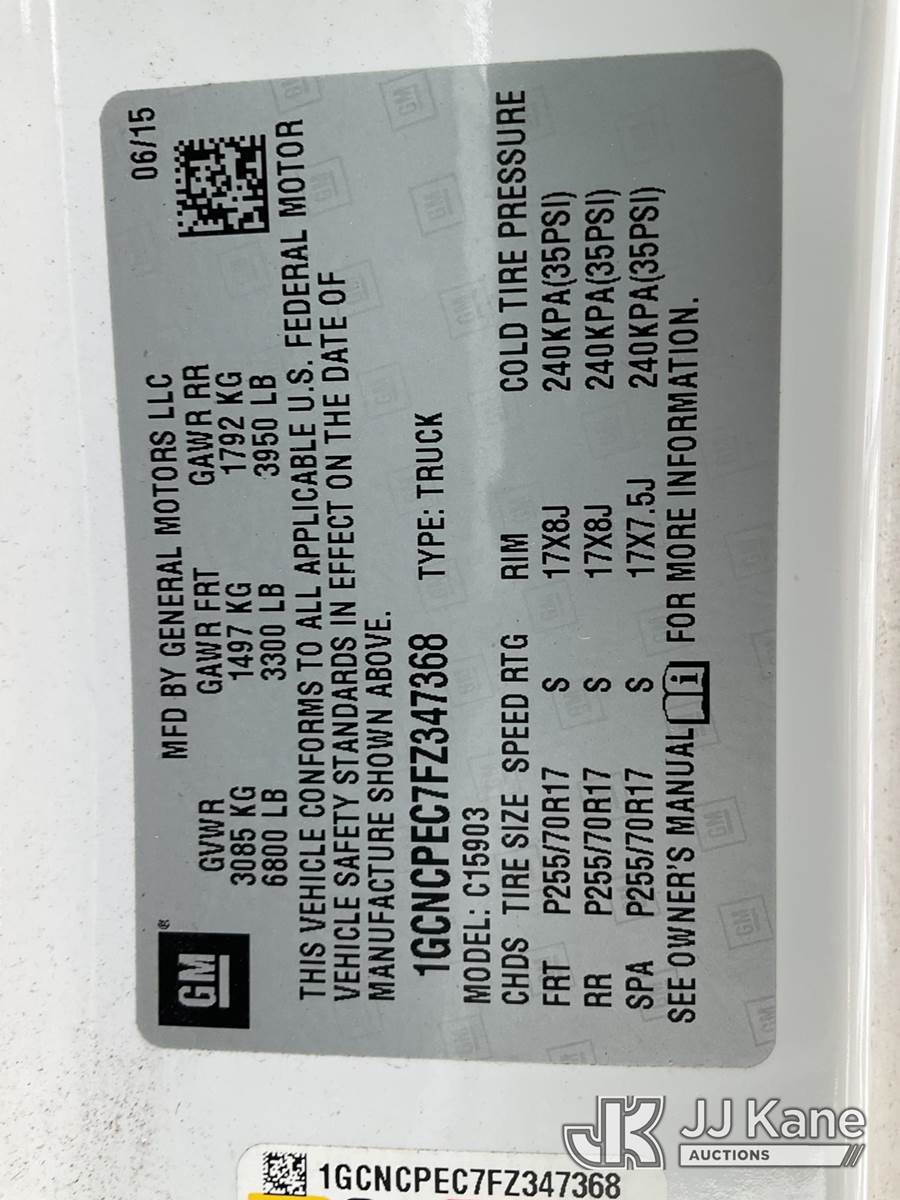 GM ®
MFD BY GENERAL MOTORS LLC 06/15
GVWR GAWR FRT GAWR RR
3085 KG 1497 KG 1792 KG
6800 LB 3300 LB 3950 LB
THIS VEHICLE CONFORMS TO ALL APPLICABLE U.S. FEDERAL MOTOR
VEHICLE SAFETY STANDARDS IN EFFECT ON THE DATE OF
MANUFACTURE SHOWN ABOVE.
1GCNCPEC7FZ347368 TYPE: TRUCK
MODEL: C15903
CHDS TIRE SIZE SPEED RTG RIM COLD TIRE PRESSURE
FRT P255/70R17 S 17X8J 240KPA(35PSI)
RR P255/70R17 S 17X8J 240KPA(35PSI)
SPA P255/70R17 S 17X7.5J 240KPA(35PSI)
SEE OWNER'S MANUAL i FOR MORE INFORMATION.
1GCNCPEC7FZ347368
JK JJ Kane
AUCTIONS